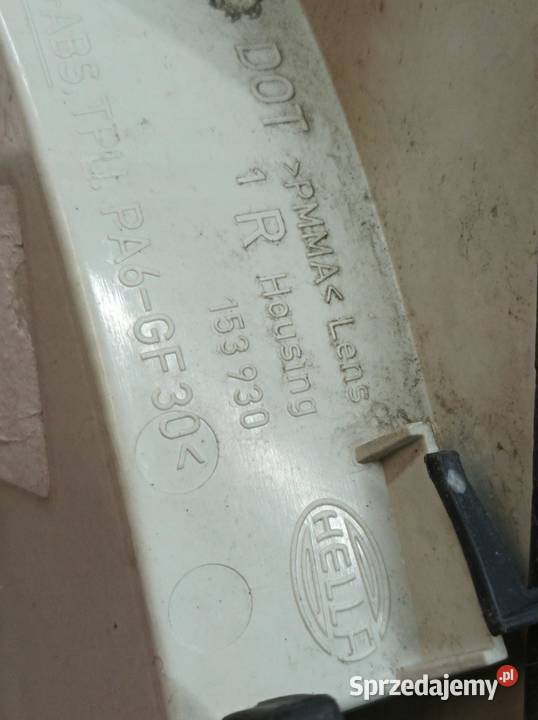 DOT >PMMA< Lens
1 R Housing
153 930
ABS, TPU, PA6-GF30<
HELLA
Sprzedajemy.pl